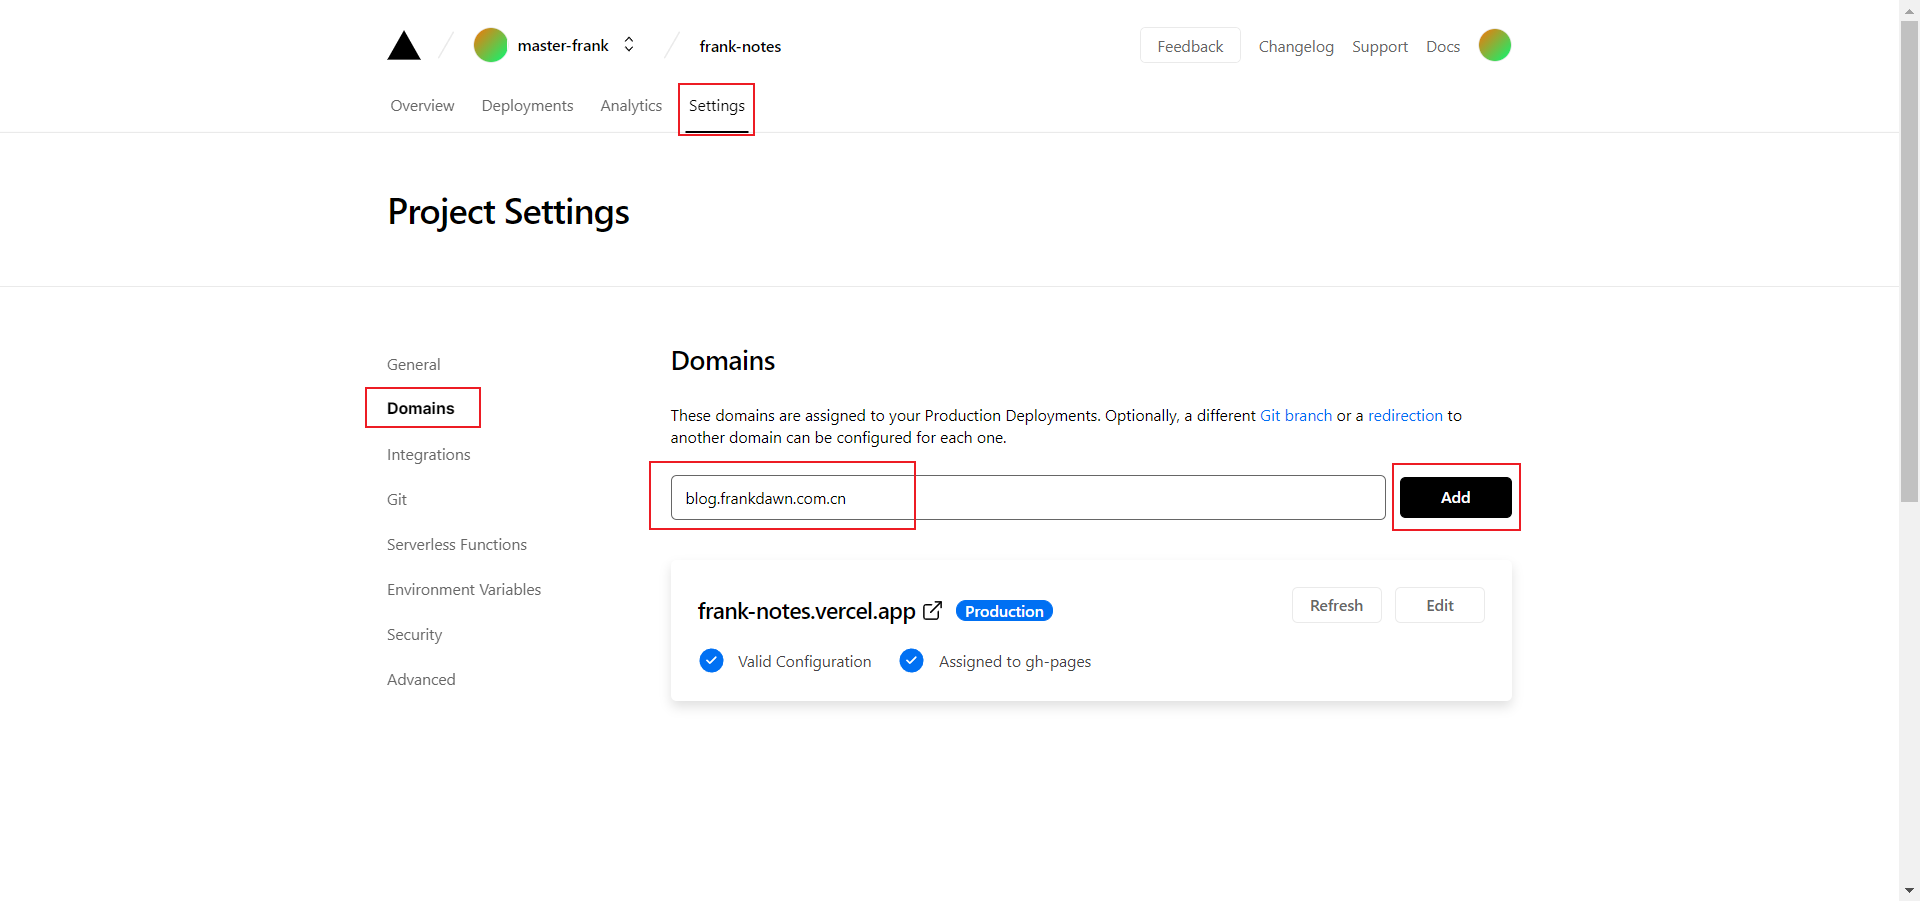 master-frank
frank-notes
Feedback
Changelog
Support
Docs
Overview
Deployments
Analytics
Settings
Project Settings
General
Domains
Integrations
Git
Serverless Functions
Environment Variables
Security
Advanced
Domains
These domains are assigned to your Production Deployments. Optionally, a different Git branch or a redirection to
another domain can be configured for each one.
blog.frankdawn.com.cn
Add
frank-notes.vercel.app
Production
Refresh
Edit
Valid Configuration
Assigned to gh-pages